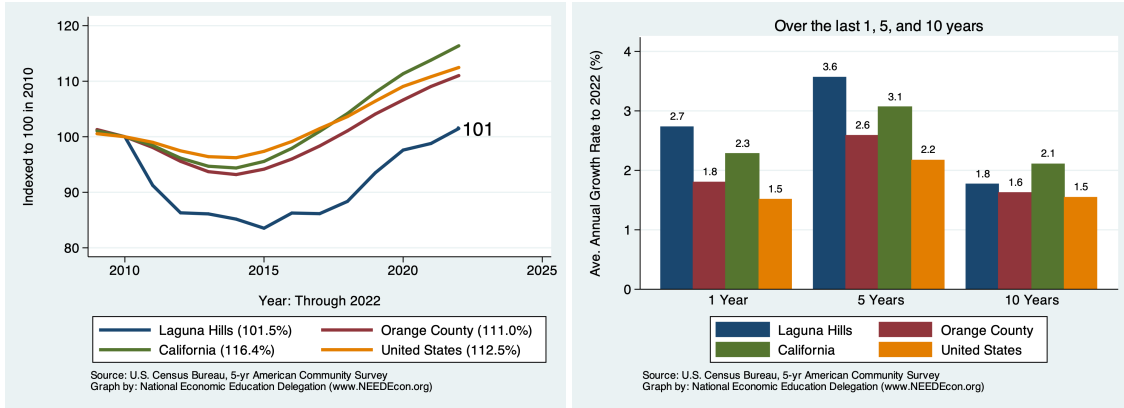 120
110
100
90
80
Indexed to 100 in 2010
101
2010
2015
2020
2025
Year: Through 2022
Laguna Hills (101.5%)
Orange County (111.0%)
California (116.4%)
United States (112.5%)
Source: U.S. Census Bureau, 5-yr American Community Survey
Graph by: National Economic Education Delegation (www.NEEDEcon.org)
Over the last 1, 5, and 10 years
4
3
2
1
0
Ave. Annual Growth Rate to 2022 (%)
2.7
1.8
2.3
1.5
3.6
2.6
3.1
2.2
1.8
1.6
2.1
1.5
1 Year
5 Years
10 Years
Laguna Hills
Orange County
California
United States
Source: U.S. Census Bureau, 5-yr American Community Survey
Graph by: National Economic Education Delegation (www.NEEDEcon.org)